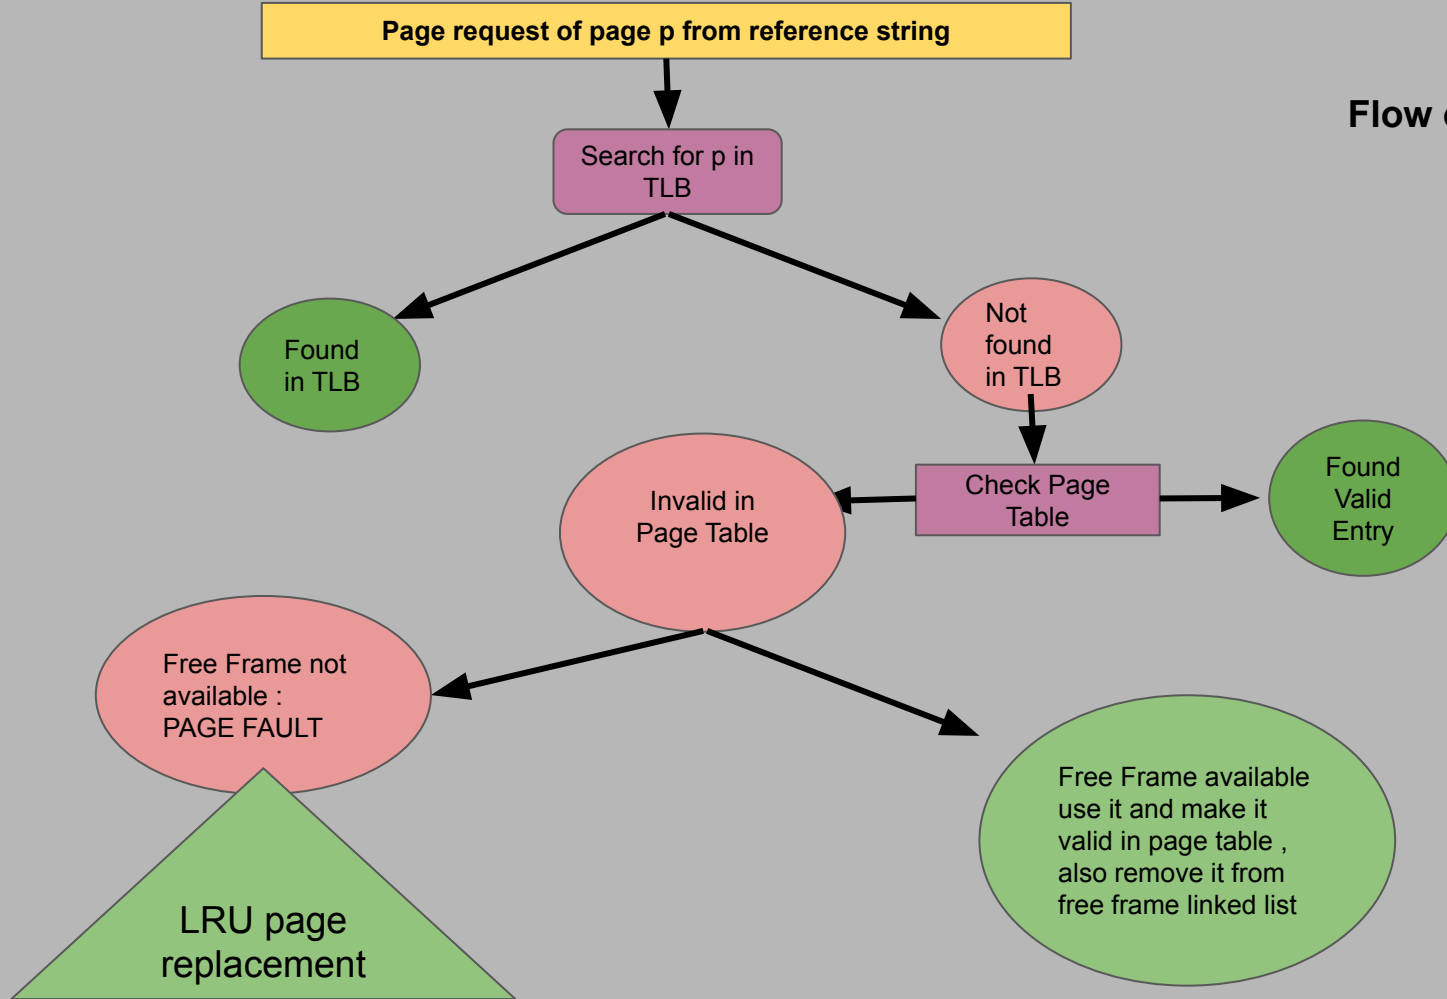 Page request of page p from reference string
Flow
Search for p in
TLB
Found
in TLB
Not
found
in TLB
Check Page
Table
Found
Valid
Entry
Invalid in
Page Table
Free Frame not
available :
PAGE FAULT
Free Frame available
use it and make it
valid in page table ,
also remove it from
free frame linked list
LRU page
replacement